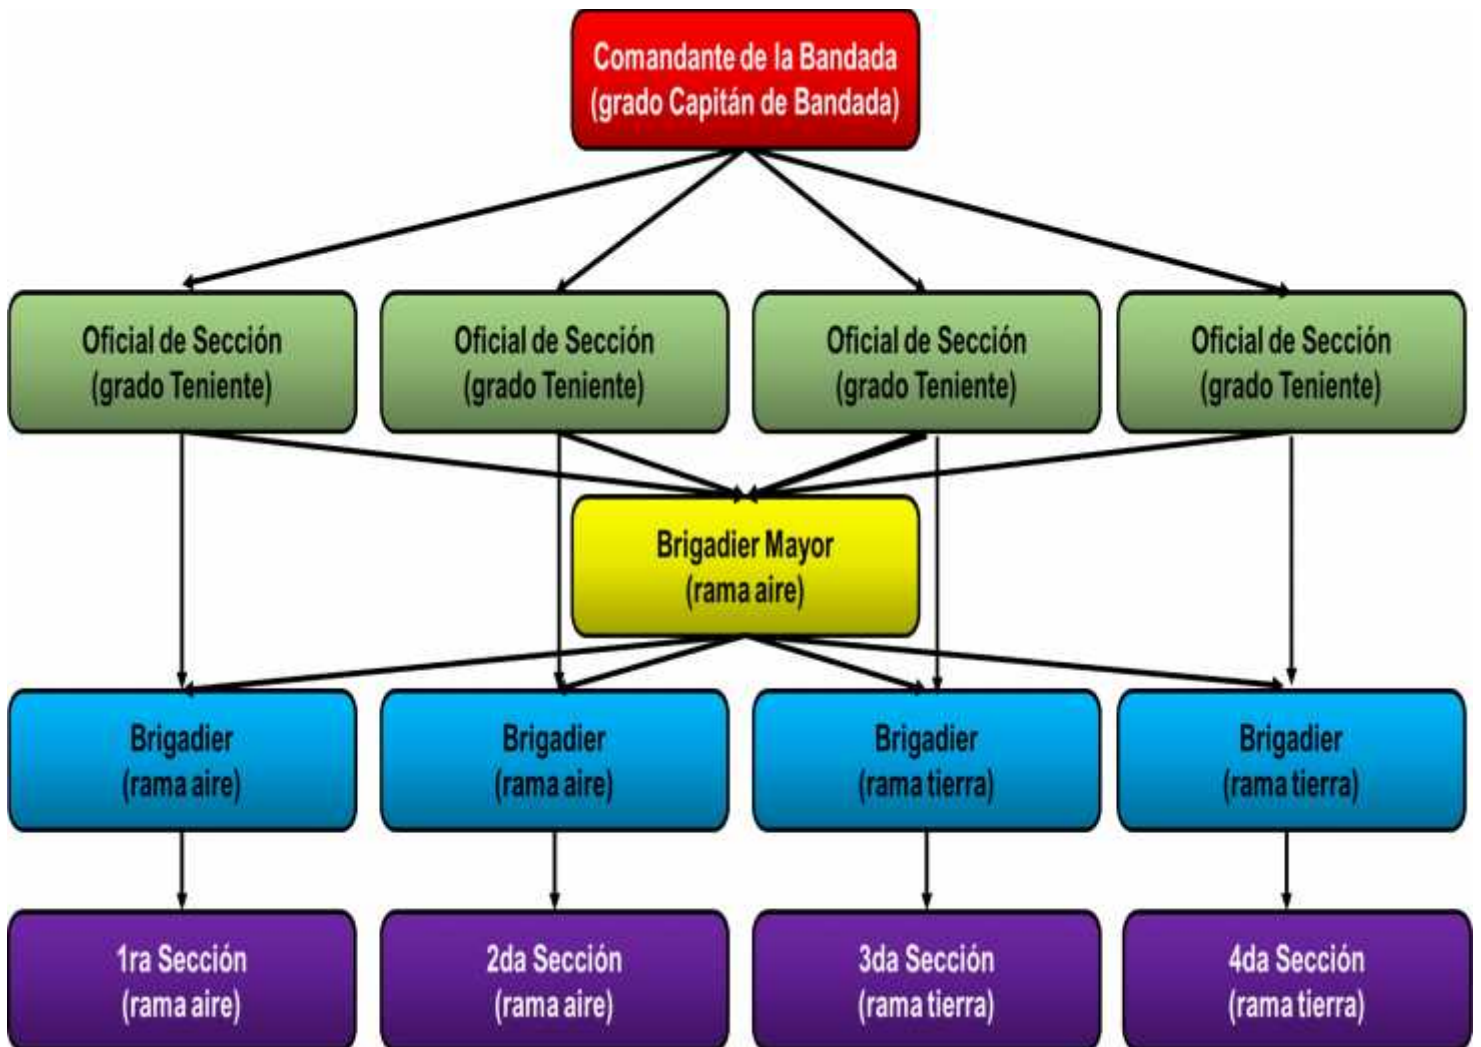 Comandante de la Bandada
(grado Capitán de Bandada)
Oficial de Sección
(grado Teniente)
Oficial de Sección
(grado Teniente)
Oficial de Sección
(grado Teniente)
Oficial de Sección
(grado Teniente)
Brigadier Mayor
(rama aire)
Brigadier
(rama aire)
Brigadier
(rama aire)
Brigadier
(rama tierra)
Brigadier
(rama tierra)
1ra Sección
(rama aire)
2da Sección
(rama aire)
3da Sección
(rama tierra)
4da Sección
(rama tierra)